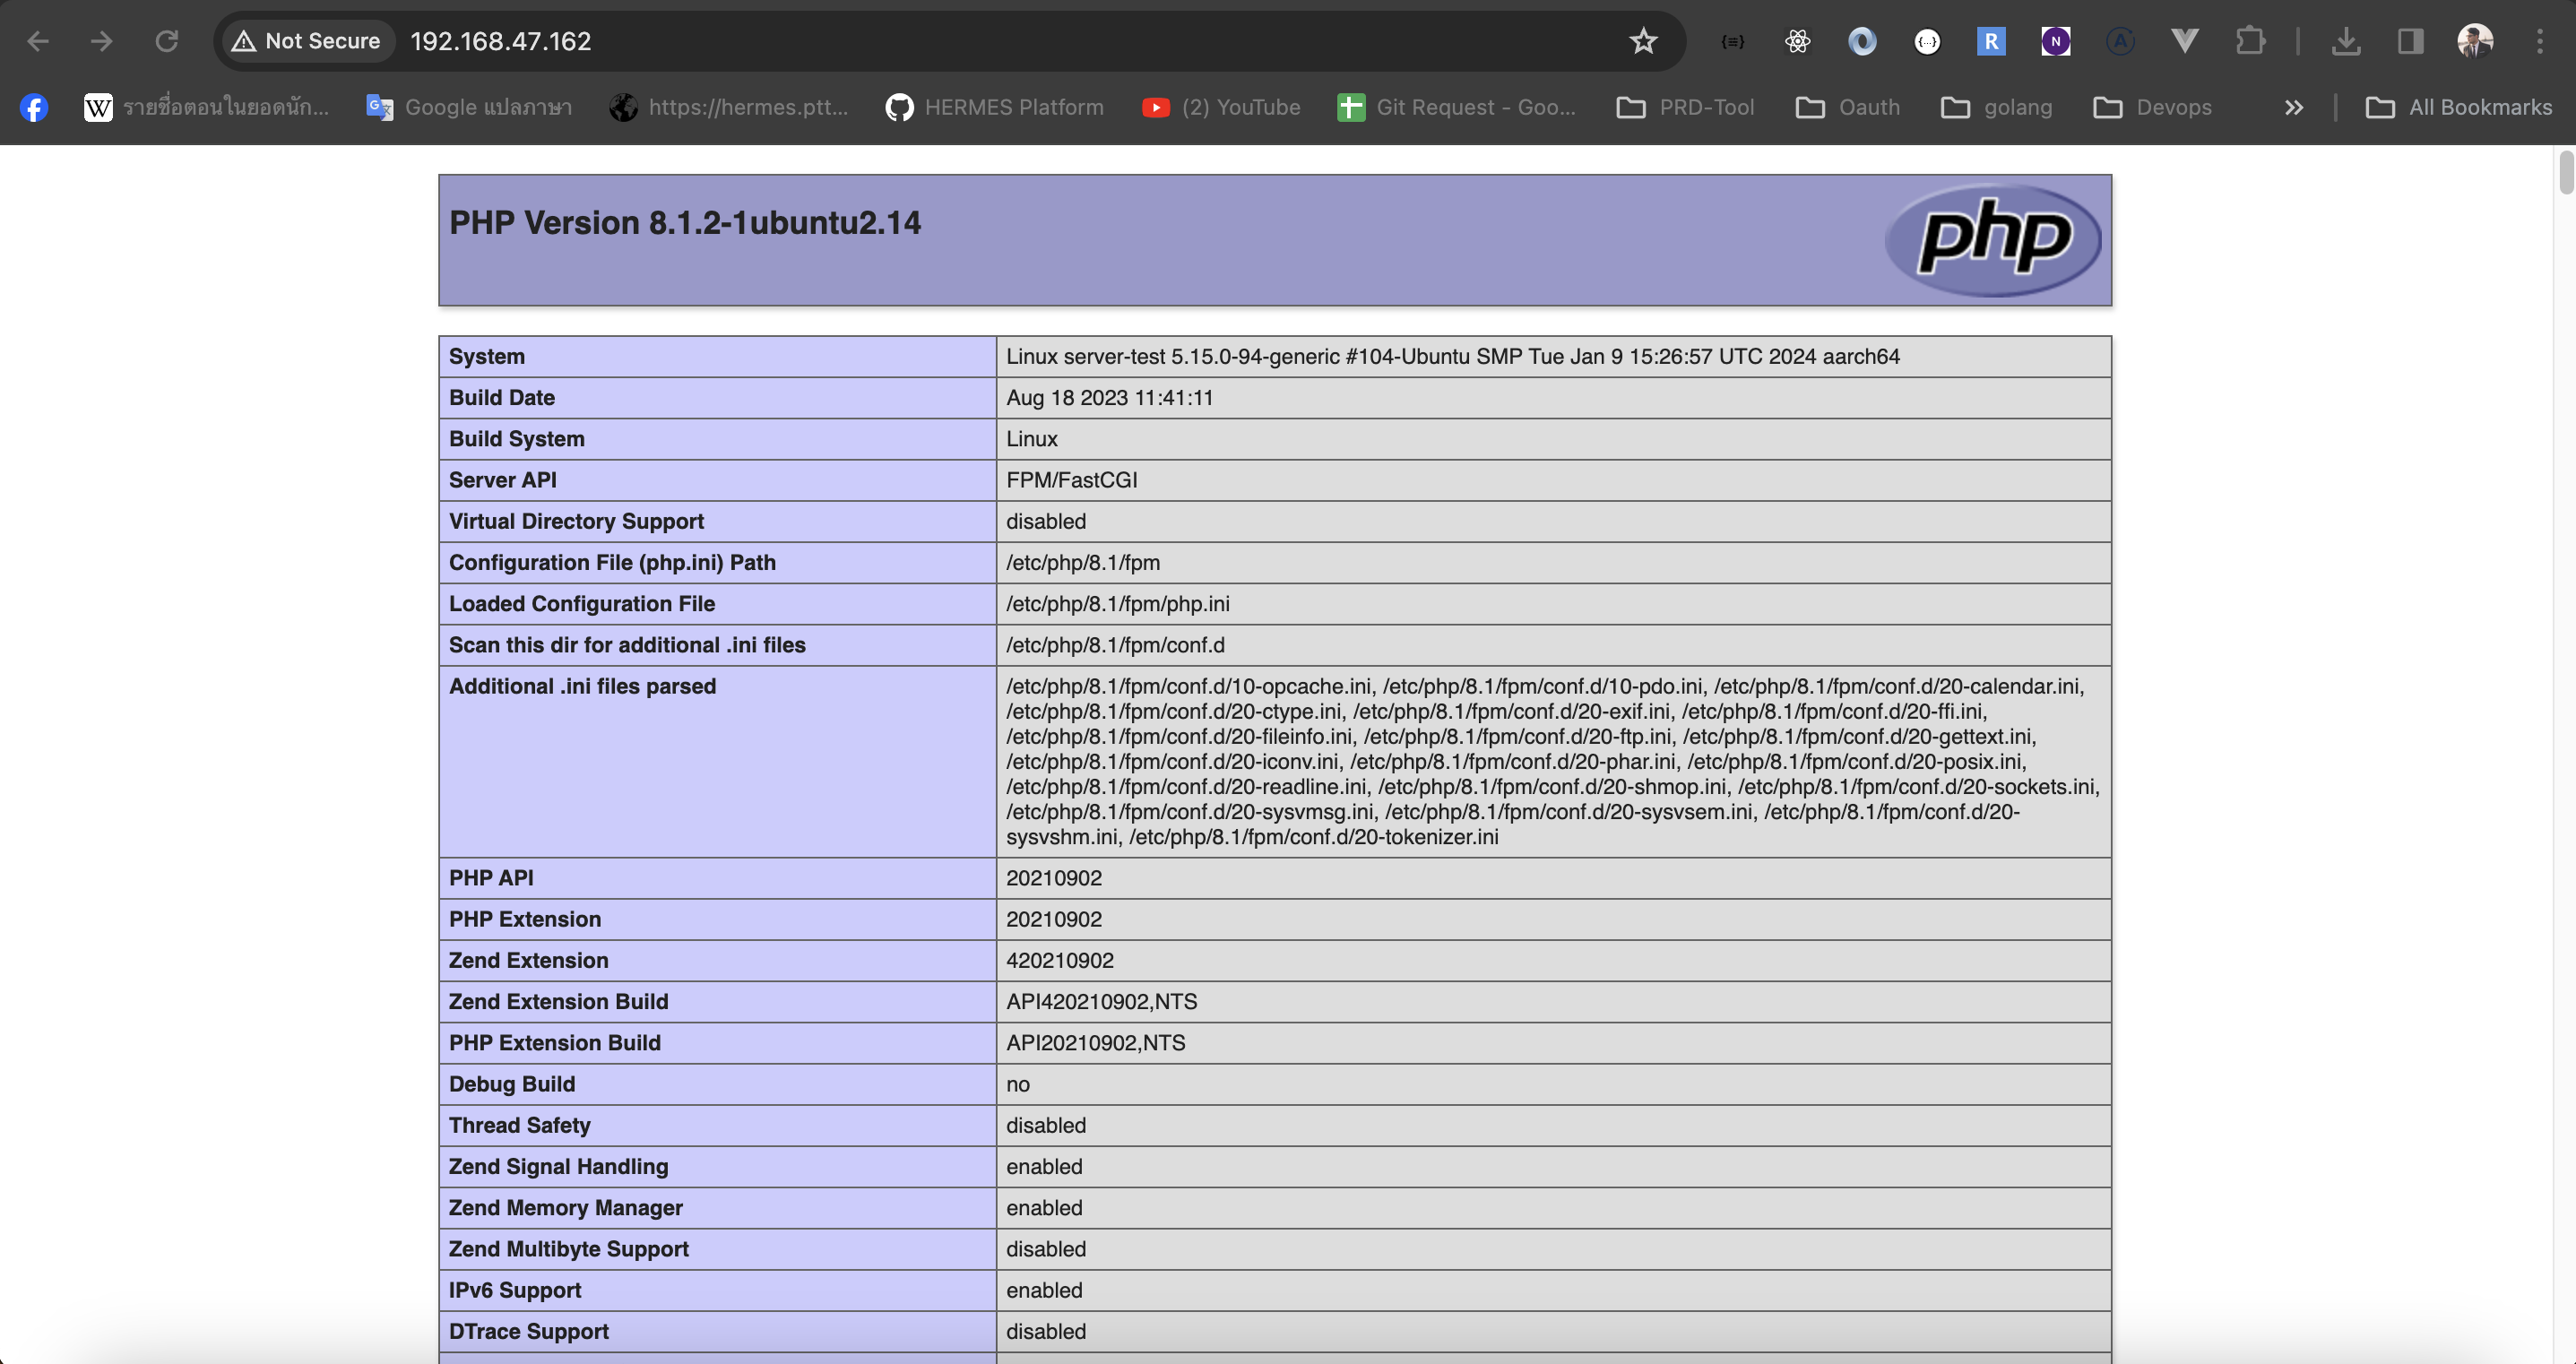 Not Secure 192.168.47.162
{≡} {...} R N A
W รายชื่อตอนในยอดนัก... Google แปลภาษา https://hermes.ptt... HERMES Platform (2) YouTube Git Request - Goo... PRD-Tool Oauth golang Devops » All Bookmarks
PHP Version 8.1.2-1ubuntu2.14
php
System Linux server-test 5.15.0-94-generic #104-Ubuntu SMP Tue Jan 9 15:26:57 UTC 2024 aarch64
Build Date Aug 18 2023 11:41:11
Build System Linux
Server API FPM/FastCGI
Virtual Directory Support disabled
Configuration File (php.ini) Path /etc/php/8.1/fpm
Loaded Configuration File /etc/php/8.1/fpm/php.ini
Scan this dir for additional .ini files /etc/php/8.1/fpm/conf.d
Additional .ini files parsed /etc/php/8.1/fpm/conf.d/10-opcache.ini, /etc/php/8.1/fpm/conf.d/10-pdo.ini, /etc/php/8.1/fpm/conf.d/20-calendar.ini,
/etc/php/8.1/fpm/conf.d/20-ctype.ini, /etc/php/8.1/fpm/conf.d/20-exif.ini, /etc/php/8.1/fpm/conf.d/20-ffi.ini,
/etc/php/8.1/fpm/conf.d/20-fileinfo.ini, /etc/php/8.1/fpm/conf.d/20-ftp.ini, /etc/php/8.1/fpm/conf.d/20-gettext.ini,
/etc/php/8.1/fpm/conf.d/20-iconv.ini, /etc/php/8.1/fpm/conf.d/20-phar.ini, /etc/php/8.1/fpm/conf.d/20-posix.ini,
/etc/php/8.1/fpm/conf.d/20-readline.ini, /etc/php/8.1/fpm/conf.d/20-shmop.ini, /etc/php/8.1/fpm/conf.d/20-sockets.ini,
/etc/php/8.1/fpm/conf.d/20-sysvmsg.ini, /etc/php/8.1/fpm/conf.d/20-sysvsem.ini, /etc/php/8.1/fpm/conf.d/20-
sysvshm.ini, /etc/php/8.1/fpm/conf.d/20-tokenizer.ini
PHP API 20210902
PHP Extension 20210902
Zend Extension 420210902
Zend Extension Build API420210902,NTS
PHP Extension Build API20210902,NTS
Debug Build no
Thread Safety disabled
Zend Signal Handling enabled
Zend Memory Manager enabled
Zend Multibyte Support disabled
IPv6 Support enabled
DTrace Support disabled